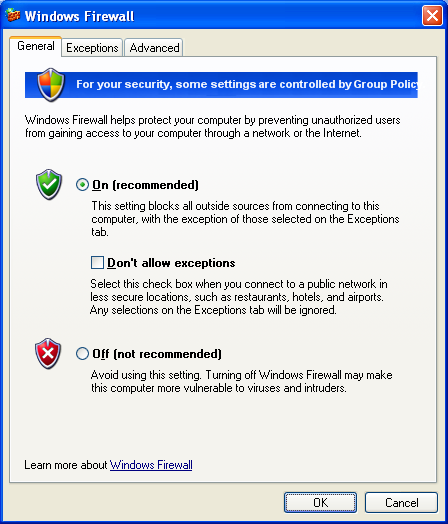 Windows Firewall
General Exceptions Advanced
For your security, some settings are controlled by Group Policy
Windows Firewall helps protect your computer by preventing unauthorized users
from gaining access to your computer through a network or the Internet.
On (recommended)
This setting blocks all outside sources from connecting to this
computer, with the exception of those selected on the Exceptions
tab.
Don't allow exceptions
Select this check box when you connect to a public network in
less secure locations, such as restaurants, hotels, and airports.
Any selections on the Exceptions tab will be ignored.
Off (not recommended)
Avoid using this setting. Turning off Windows Firewall may make
this computer more vulnerable to viruses and intruders.
Learn more about Windows Firewall
OK Cancel